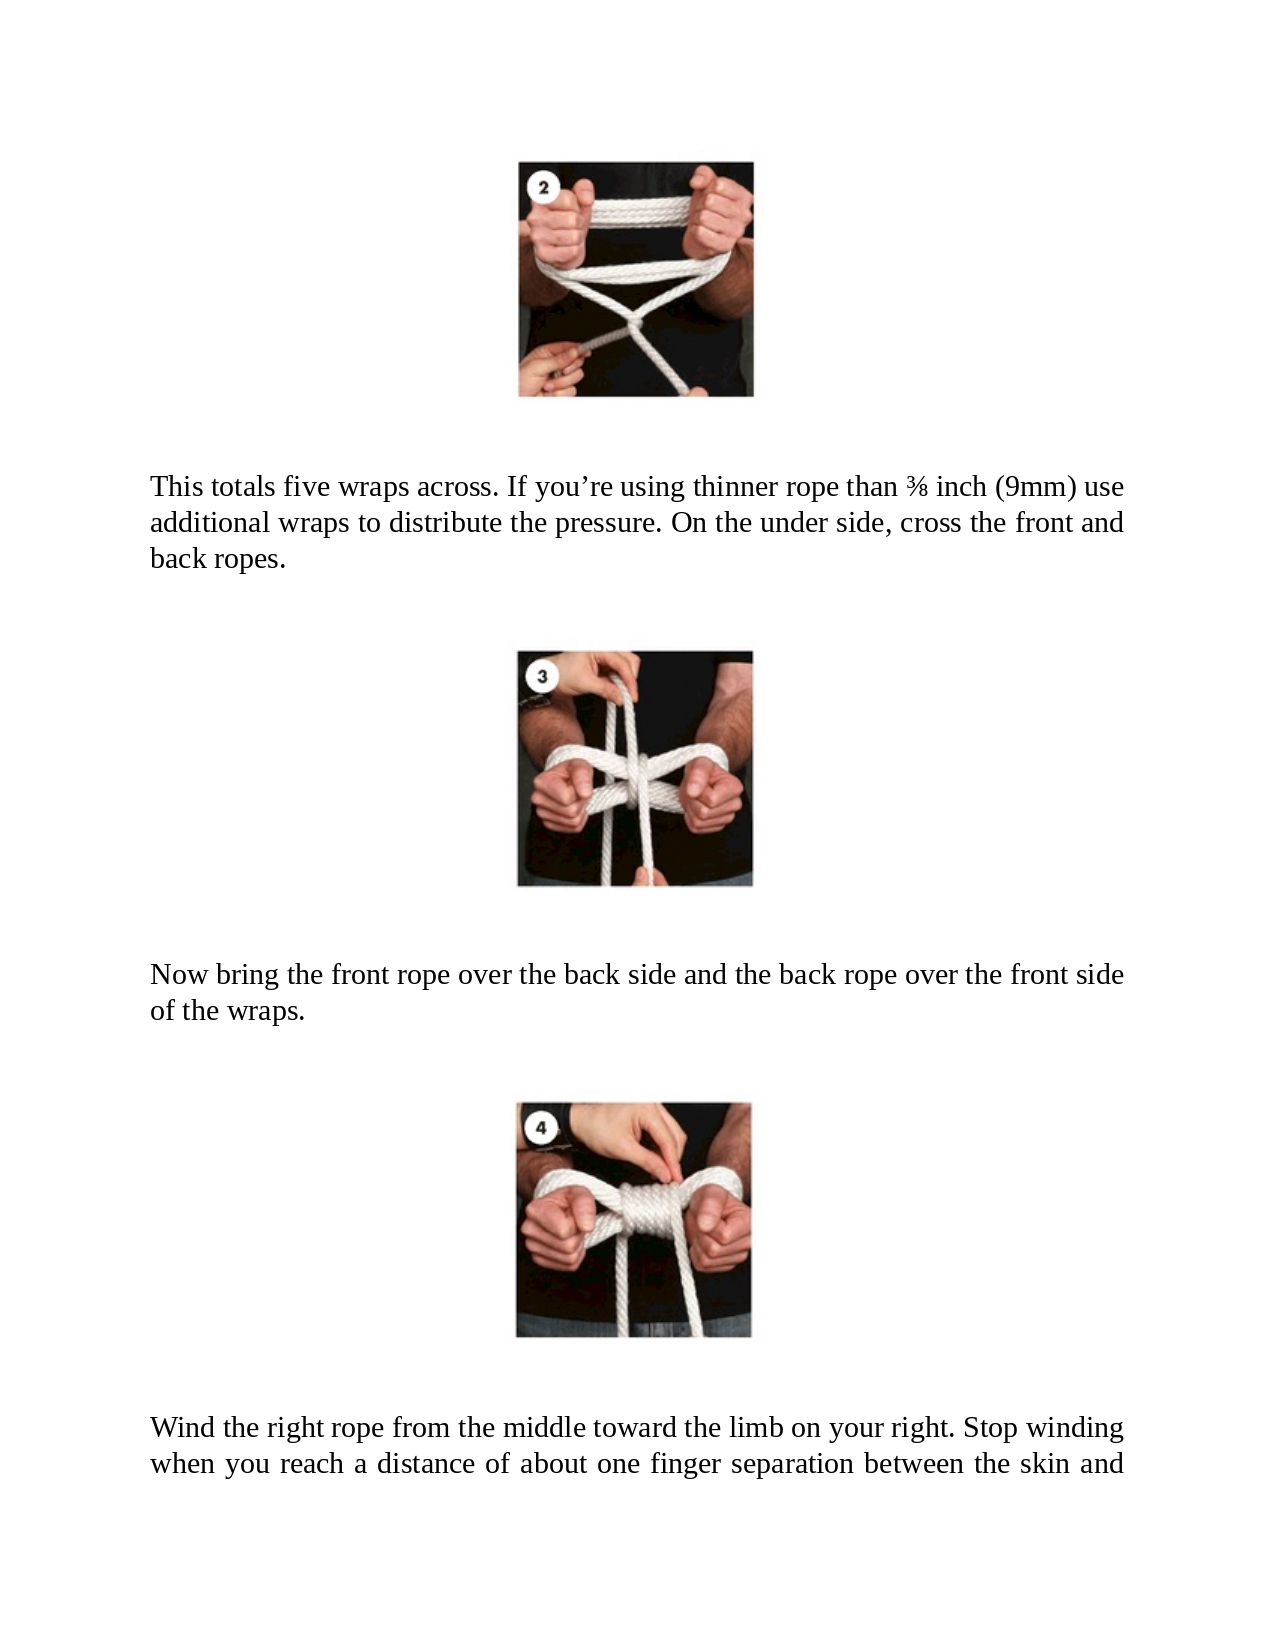 2
This totals five wraps across. If you’re using thinner rope than ⅜ inch (9mm) use
additional wraps to distribute the pressure. On the under side, cross the front and
back ropes.
3
Now bring the front rope over the back side and the back rope over the front side
of the wraps.
4
Wind the right rope from the middle toward the limb on your right. Stop winding
when you reach a distance of about one finger separation between the skin and